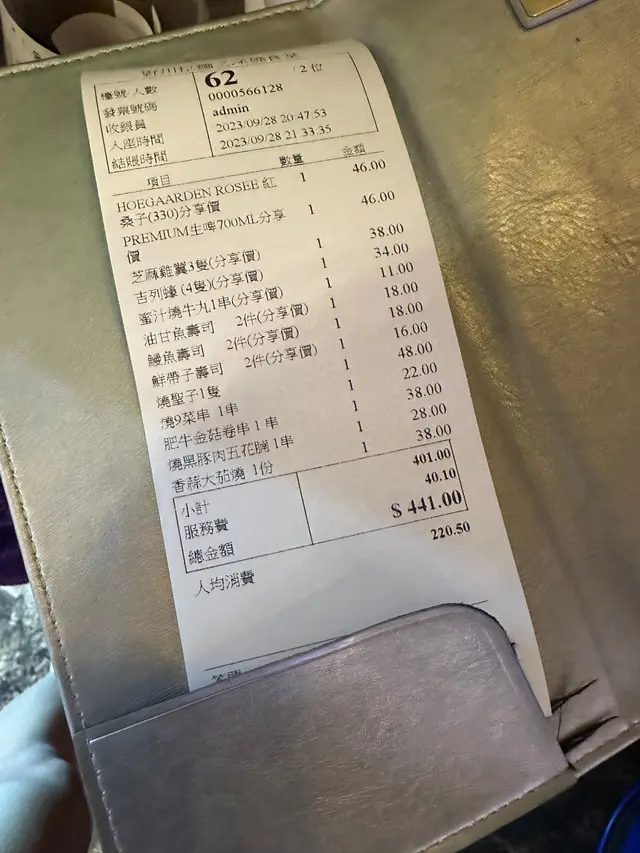 檯號/人數 62 /2 位
發票號碼 0000566128
收銀員 admin
入座時間 2023/09/28 20:47:53
結賬時間 2023/09/28 21:33:35
項目 數量 金額
HOEGAARDEN ROSEE 紅 1 46.00
桑子(330)分享價
PREMIUM生啤700ML分享 1 46.00
價
芝麻雞翼3隻(分享價) 1 38.00
吉列蠔 (4隻)(分享價) 1 34.00
蜜汁燒牛丸1串(分享價) 1 11.00
油甘魚壽司 2件(分享價) 1 18.00
鰻魚壽司 2件(分享價) 1 18.00
鮮帶子壽司 2件(分享價) 1 16.00
燒聖子1隻 1 48.00
燒9菜串 1串 1 22.00
肥牛金菇卷串 1串 1 38.00
燒黑豚肉五花腩 1串 1 28.00
香蒜大茄燒 1份 1 38.00
小計 401.00
服務費 40.10
總金額 $ 441.00
人均消費 220.50